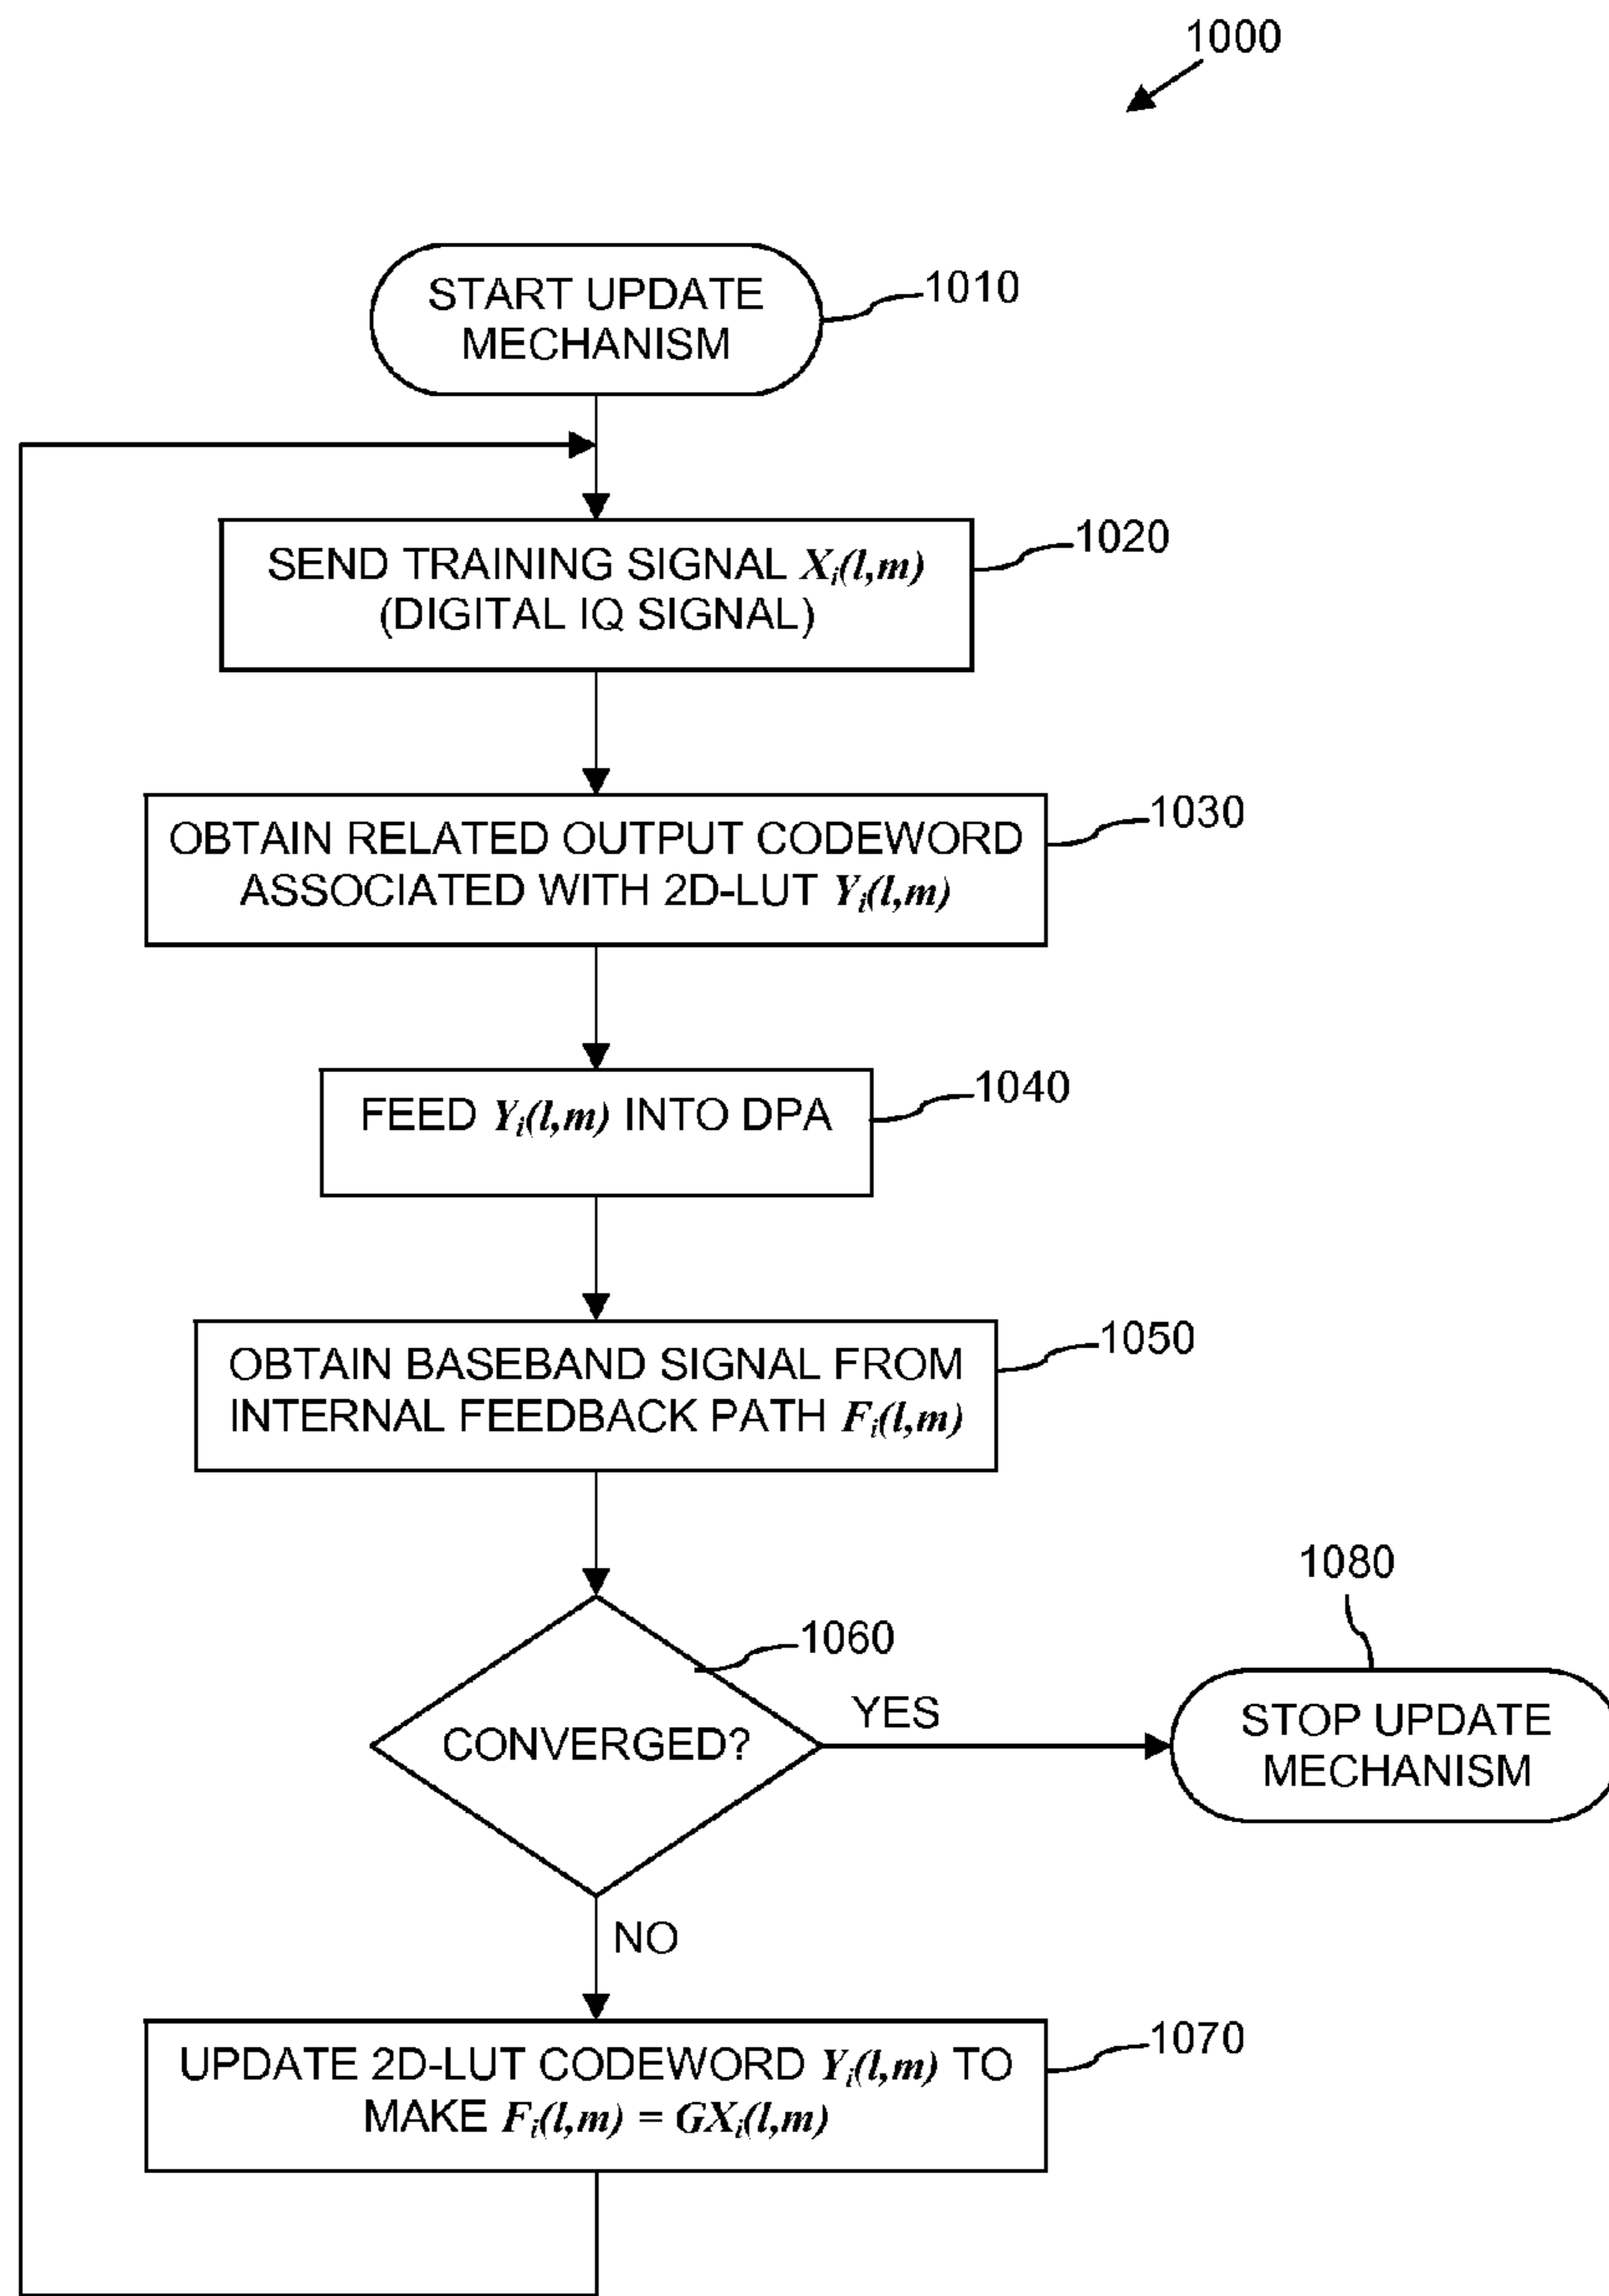 1000
START UPDATE
MECHANISM
1010
SEND TRAINING SIGNAL Xi(l,m)
(DIGITAL IQ SIGNAL)
1020
OBTAIN RELATED OUTPUT CODEWORD
ASSOCIATED WITH 2D-LUT Yi(l,m)
1030
FEED Yi(l,m) INTO DPA
1040
OBTAIN BASEBAND SIGNAL FROM
INTERNAL FEEDBACK PATH Fi(l,m)
1050
CONVERGED?
1060
YES
1080
STOP UPDATE
MECHANISM
NO
UPDATE 2D-LUT CODEWORD Yi(l,m) TO
MAKE Fi(l,m) = GXi(l,m)
1070